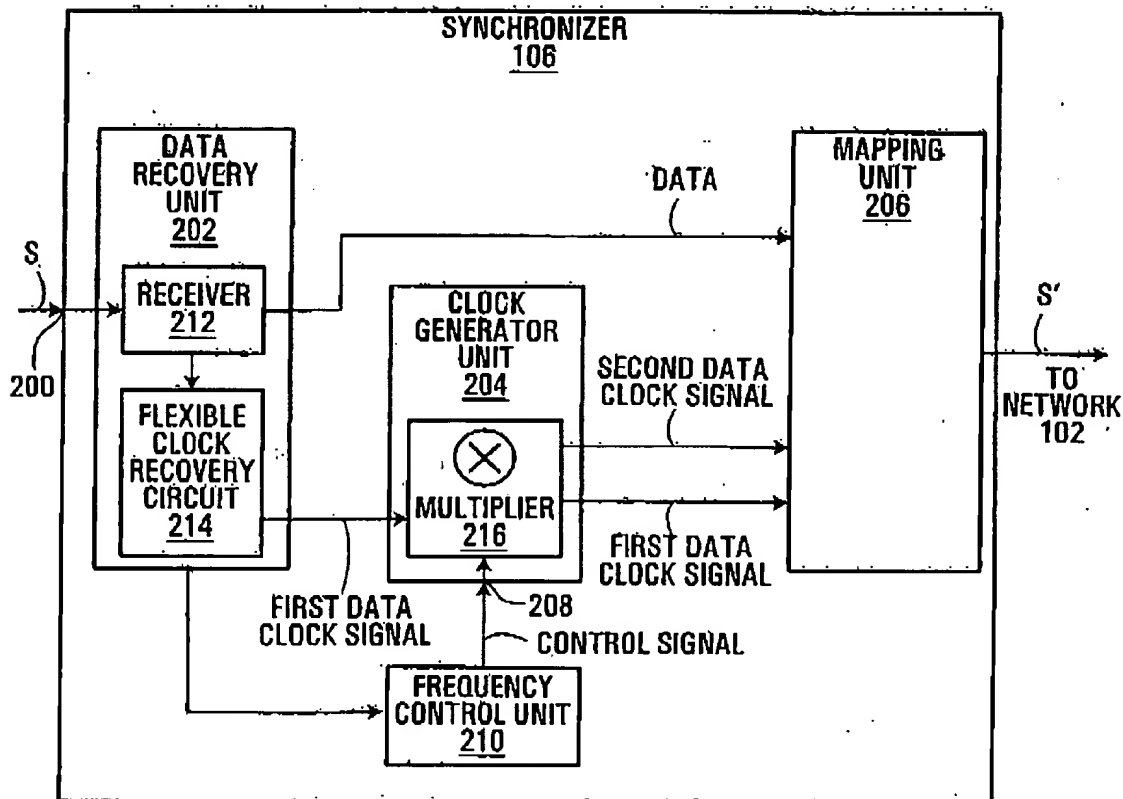 SYNCHRONIZER
106
DATA
RECOVERY
UNIT
202
S
200
RECEIVER
212
FLEXIBLE
CLOCK
RECOVERY
CIRCUIT
214
FIRST DATA
CLOCK SIGNAL
CLOCK
GENERATOR
UNIT
204
MULTIPLIER
216
208
CONTROL SIGNAL
FREQUENCY
CONTROL UNIT
210
DATA
SECOND DATA
CLOCK SIGNAL
FIRST DATA
CLOCK SIGNAL
MAPPING
UNIT
206
S'
TO
NETWORK
102